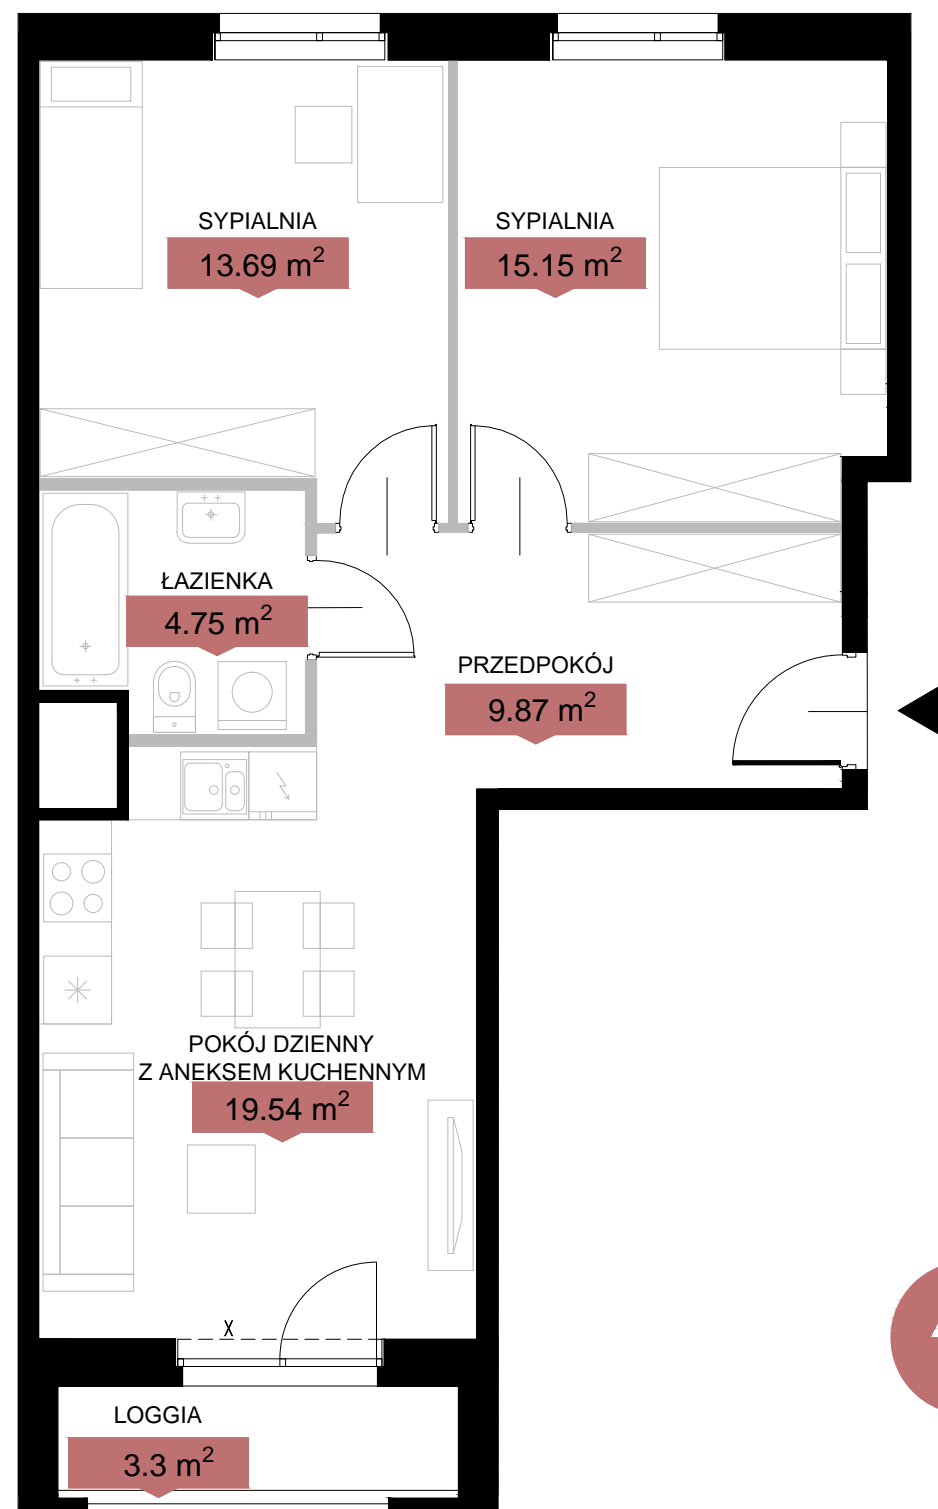 SYPIALNIA
13.69 m²
SYPIALNIA
15.15 m²
ŁAZIENKA
4.75 m²
PRZEDPOKÓJ
9.87 m²
POKÓJ DZIENNY
Z ANEKSEM KUCHENNYM
19.54 m²
X
LOGGIA
3.3 m²